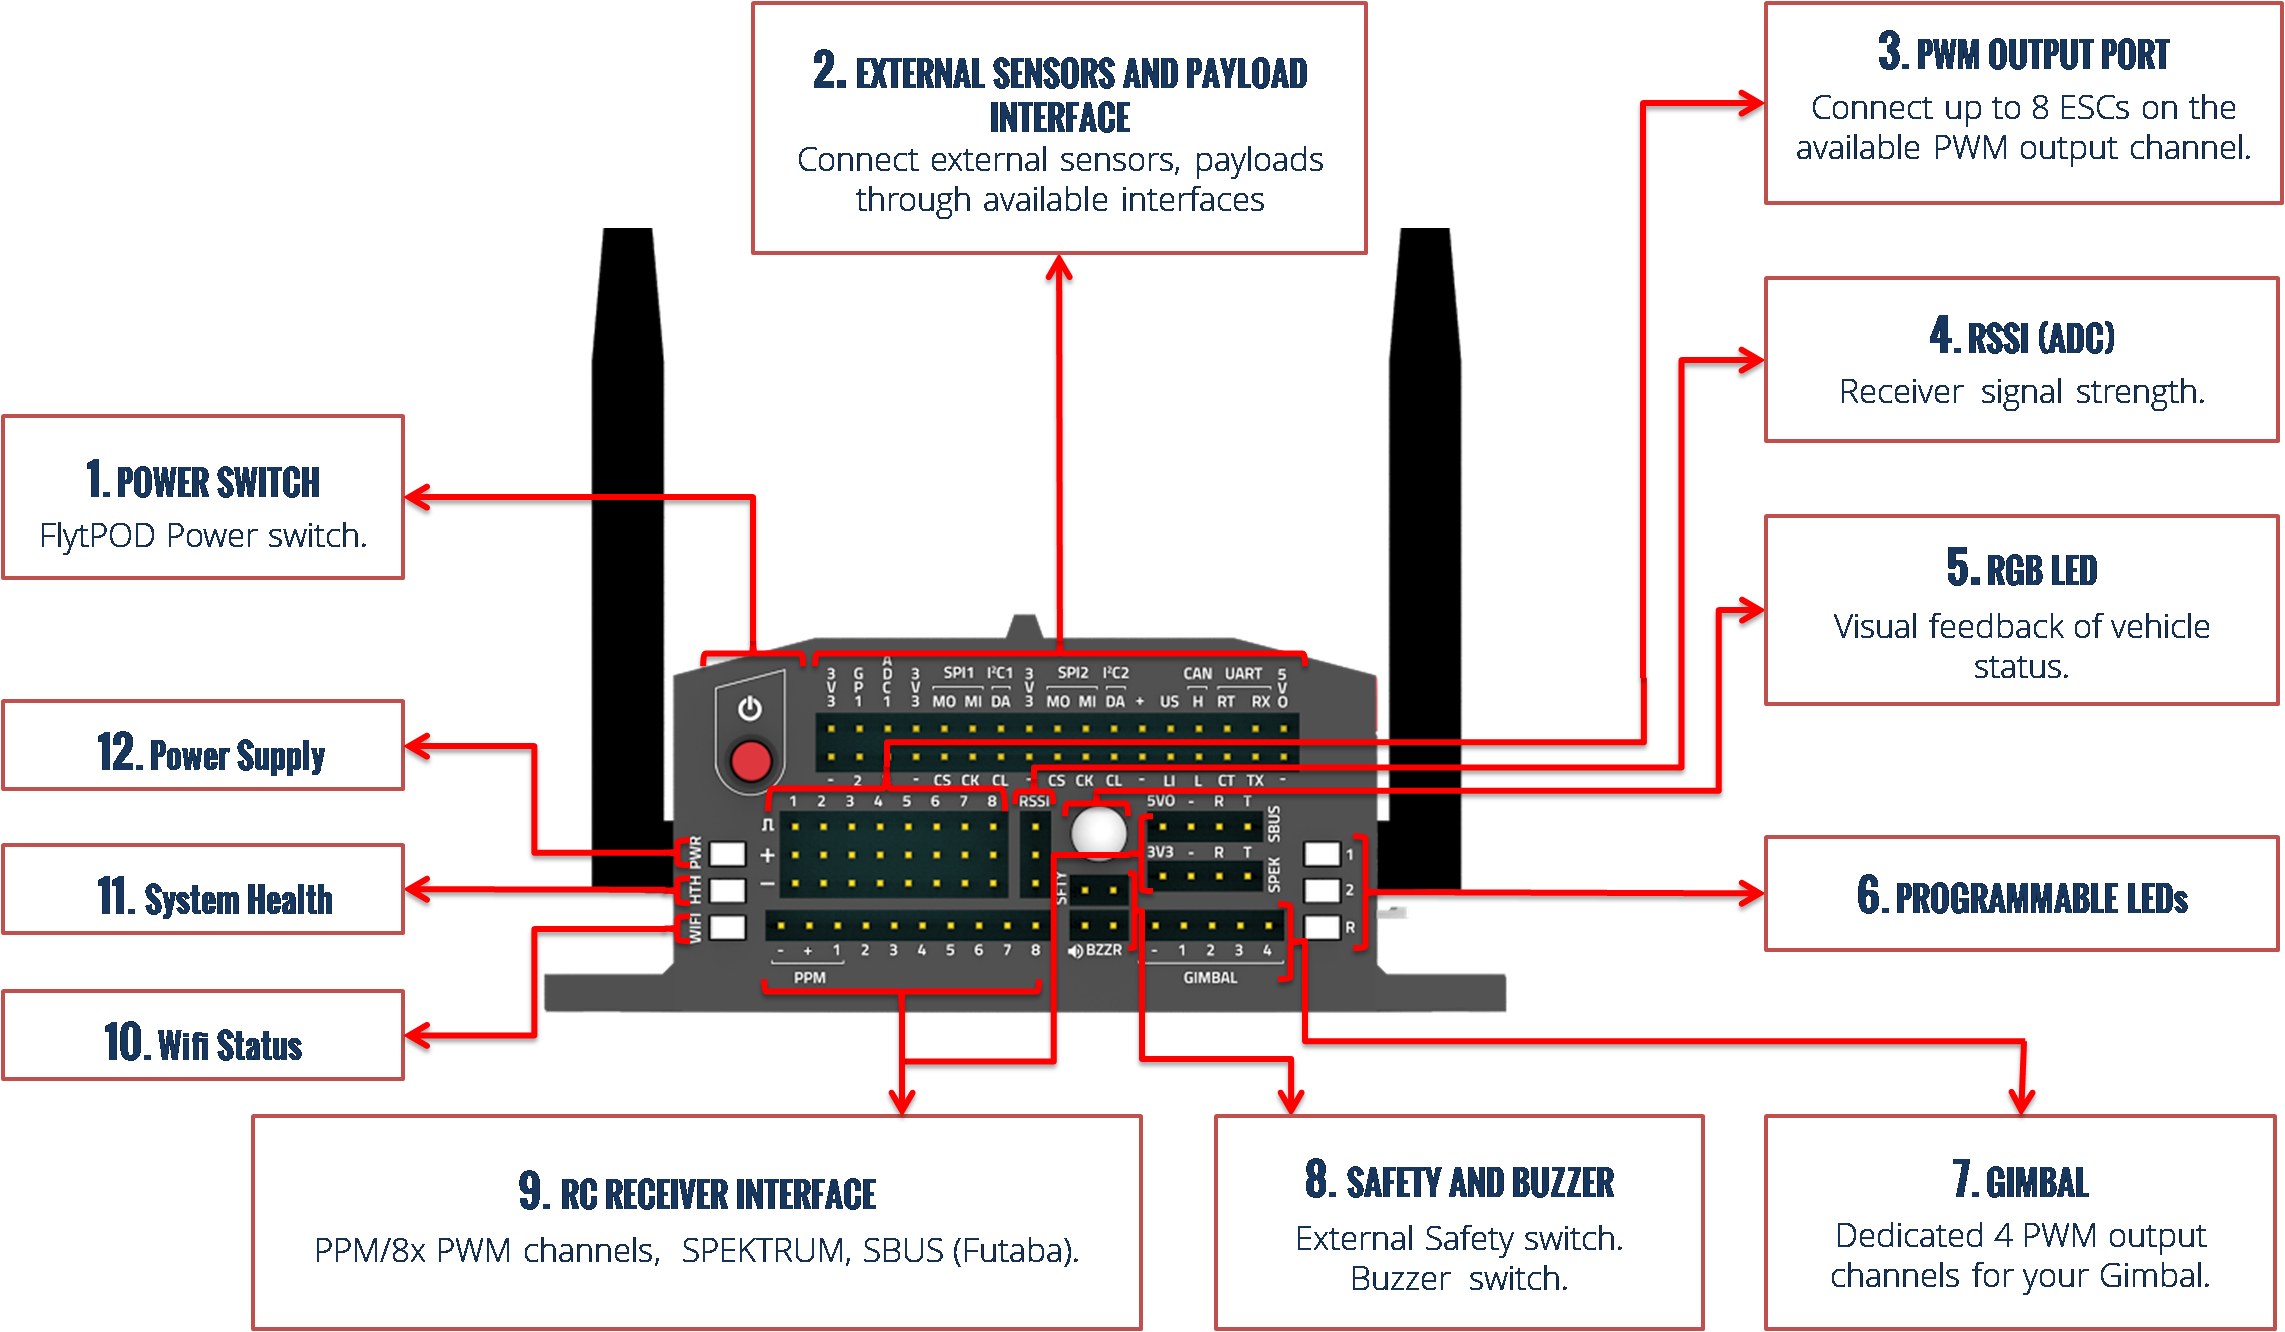 2. EXTERNAL SENSORS AND PAYLOAD
INTERFACE
Connect external sensors, payloads
through available interfaces
3. PWM OUTPUT PORT
Connect up to 8 ESCs on the
available PWM output channel.
4. RSSI (ADC)
Receiver signal strength.
1. POWER SWITCH
FlytPOD Power switch.
5. RGB LED
Visual feedback of vehicle
status.
12. Power Supply
11. System Health
10. Wifi Status
6. PROGRAMMABLE LEDs
3V3 GP1 ADC1 3V3 SPI1 I²C1 3V3 SPI2 I²C2 CAN UART 5VO
MO MI DA MO MI DA + US H RT RX
- 2 - CS CK CL - CS CK CL - LI L CT TX -
1 2 3 4 5 6 7 8 RSSI 5VO - R T
SBUS
PWR + 3V3 - R T 1
HTH − SFTY SPEK 2
WIFI R
- + 1 2 3 4 5 6 7 8 BZZR - 1 2 3 4
PPM GIMBAL
9. RC RECEIVER INTERFACE
PPM/8x PWM channels, SPEKTRUM, SBUS (Futaba).
8. SAFETY AND BUZZER
External Safety switch.
Buzzer switch.
7. GIMBAL
Dedicated 4 PWM output
channels for your Gimbal.